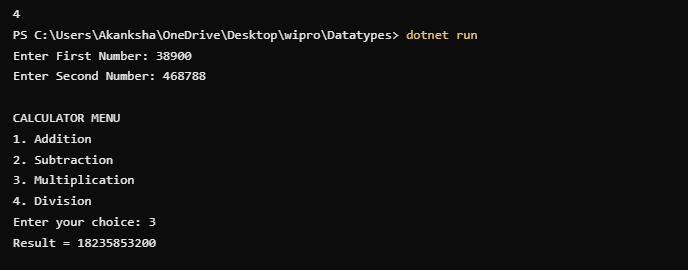 4
PS C:\Users\Akanksha\OneDrive\Desktop\wipro\Datatypes> dotnet run
Enter First Number: 38900
Enter Second Number: 468788
CALCULATOR MENU
1. Addition
2. Subtraction
3. Multiplication
4. Division
Enter your choice: 3
Result = 18235853200